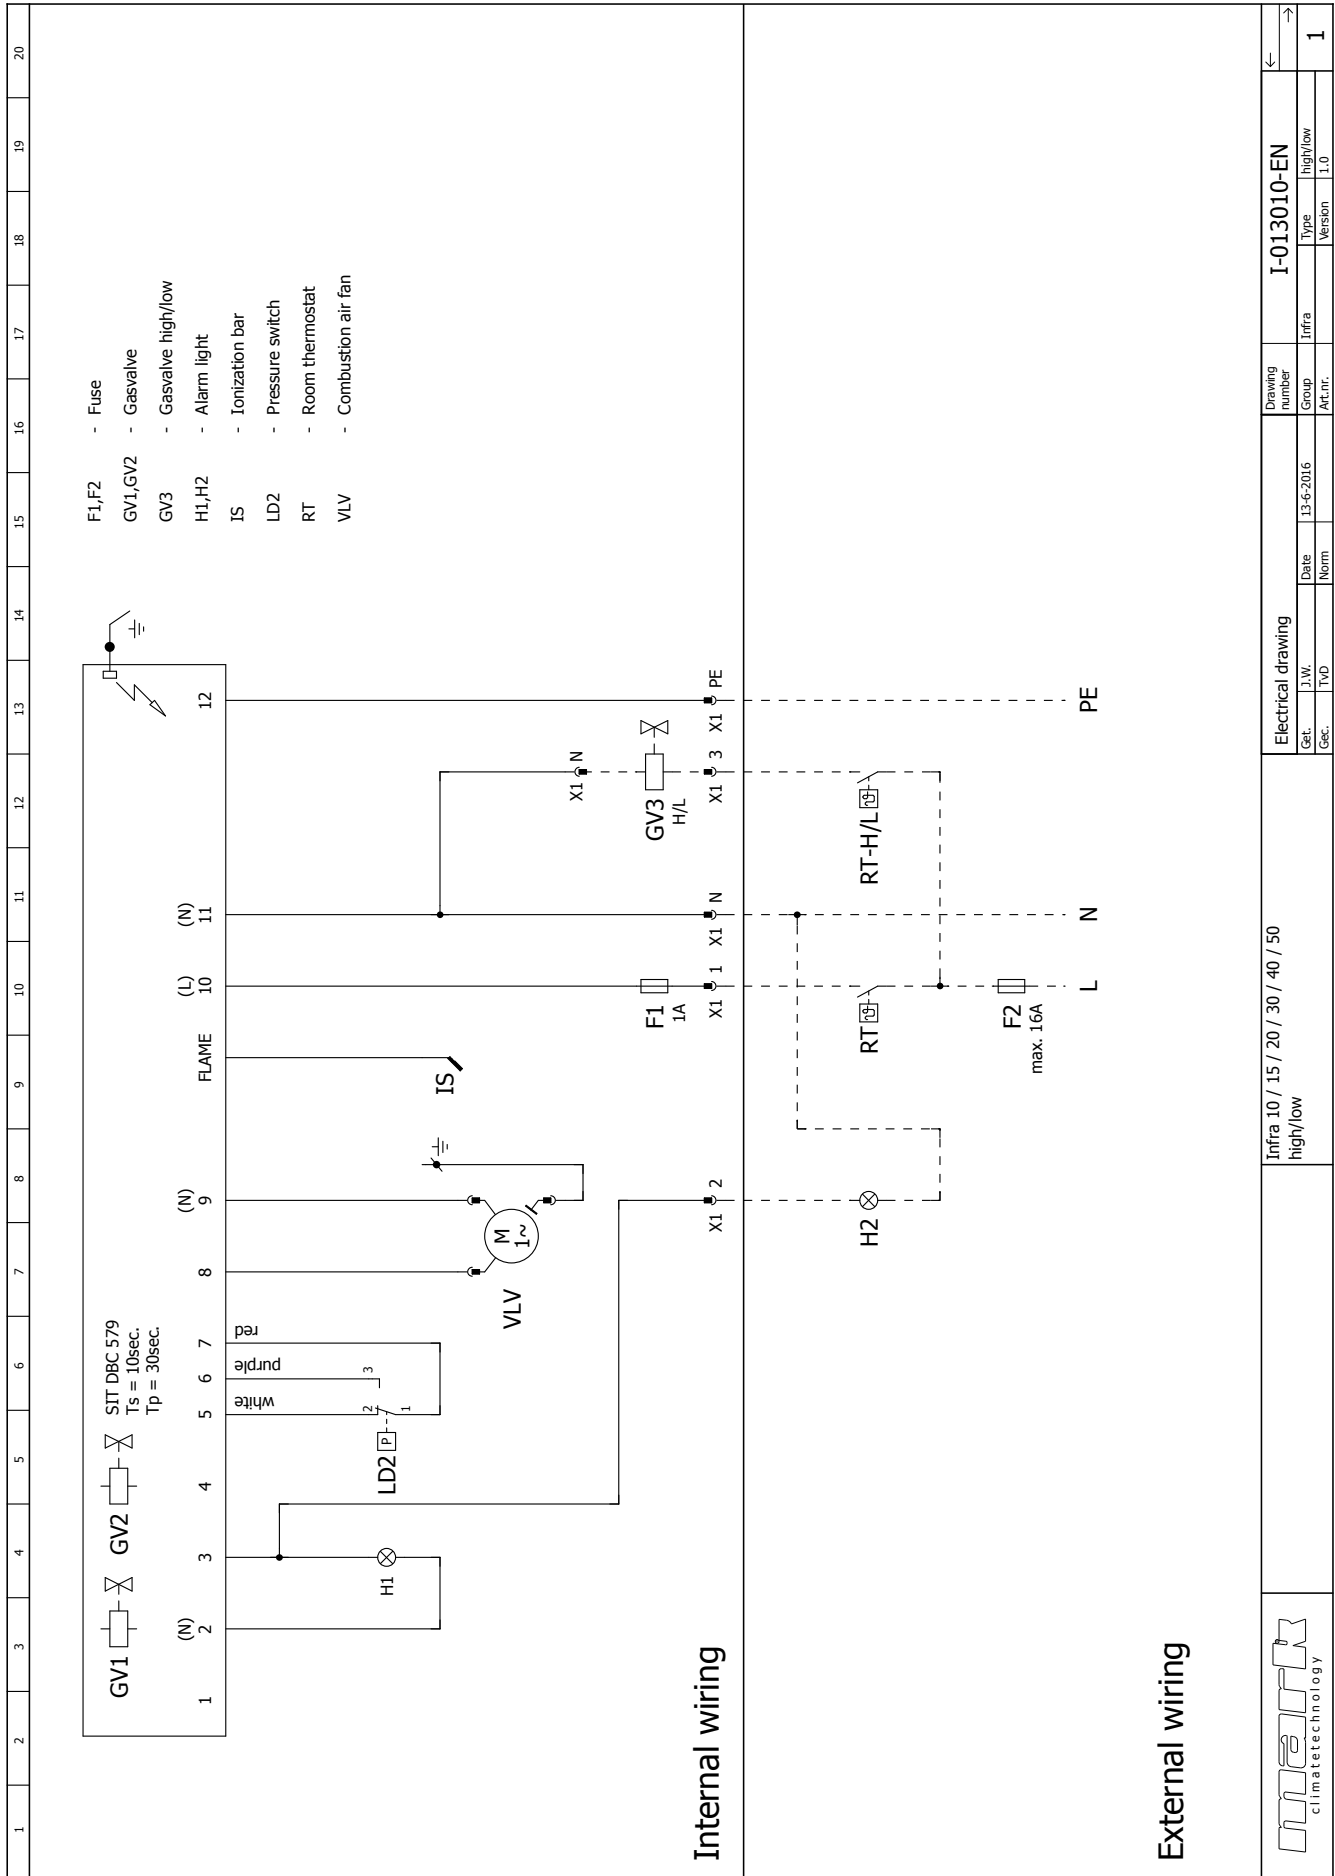 1 2 3 4 5 6 7 8 9 10 11 12 13 14 15 16 17 18 19 20
GV1
GV2
SIT DBC 579
Ts = 10sec.
Tp = 30sec.
(N) (N) (L) (N)
1 2 3 4 5 6 7 8 9 FLAME 10 11 12
white
purple
red
H1
LD2
P
2
1
3
VLV
M
1~
IS
F1
1A
X1 N
GV3
H/L
X1 2
X1 1
X1 N
X1 3
X1 PE
F1,F2 - Fuse
GV1,GV2 - Gasvalve
GV3 - Gasvalve high/low
H1,H2 - Alarm light
IS - Ionization bar
LD2 - Pressure switch
RT - Room thermostat
VLV - Combustion air fan
Internal wiring
H2
RT ϑ
RT-H/L ϑ
F2
max. 16A
L
N
PE
External wiring
mark
climatetechnology
Infra 10 / 15 / 20 / 30 / 40 / 50
high/low
Electrical drawing
Get. J.W. Date 13-6-2016
Gec. TvD Norm
Drawing
number
I-013010-EN
Group Infra Type high/low
Art.nr. Version 1.0
← →
1